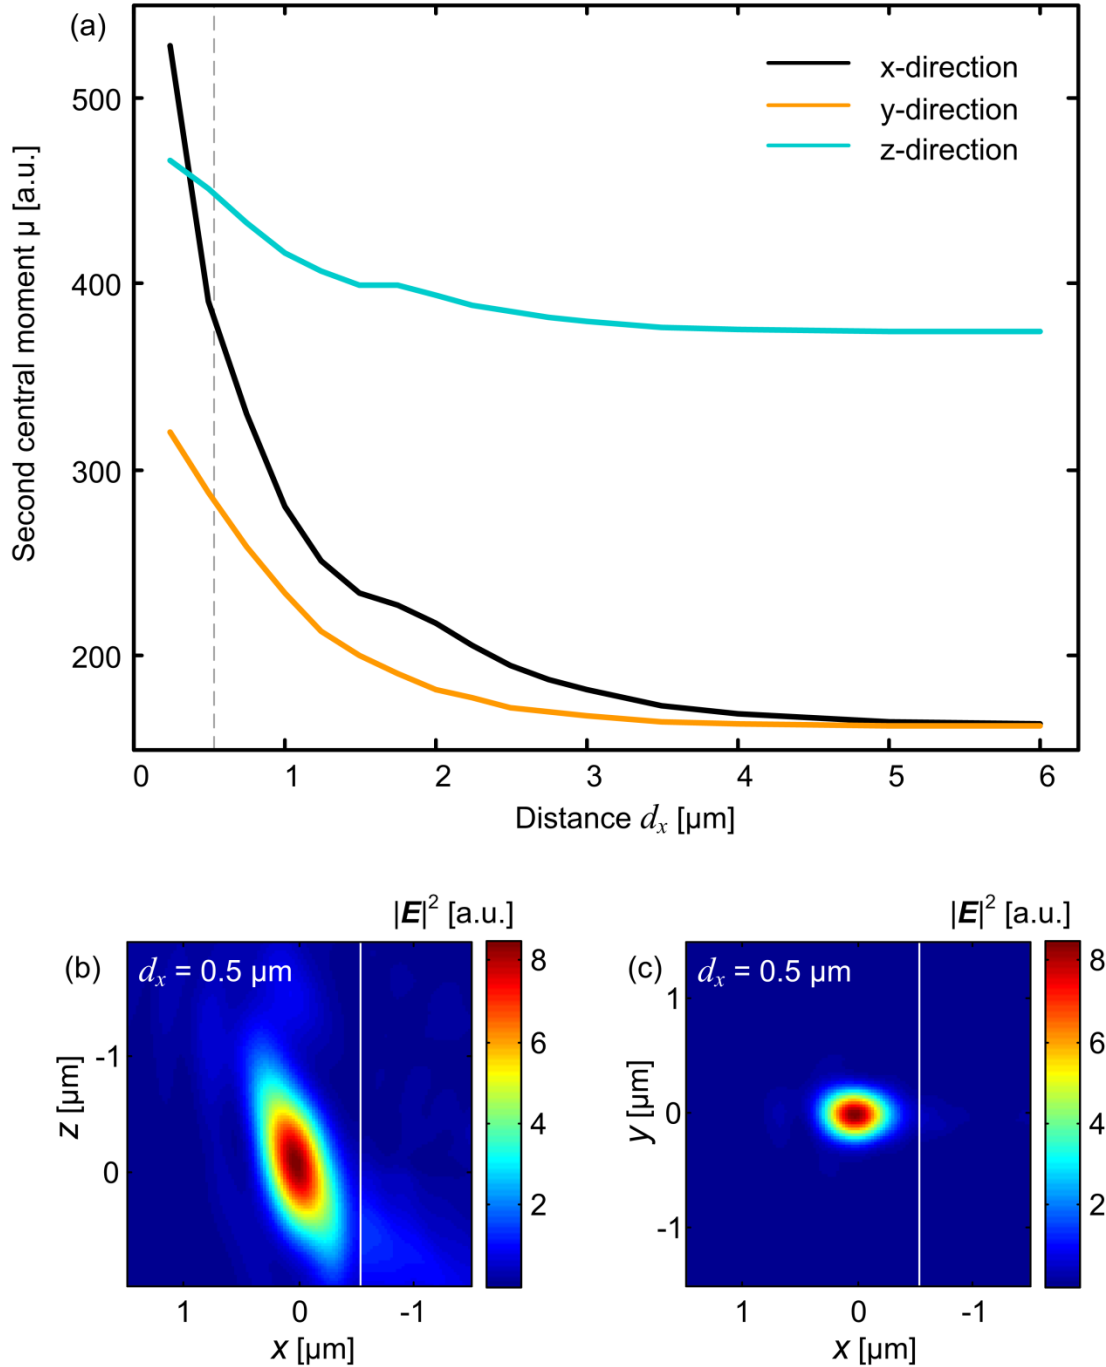 (a)
Second central moment μ [a.u.]
500
400
300
200
x-direction
y-direction
z-direction
0 1 2 3 4 5 6
Distance dₓ [μm]
|E|² [a.u.]
(b)
dₓ = 0.5 μm
z [μm]
-1
0
1 0 -1
x [μm]
8
6
4
2
|E|² [a.u.]
(c)
dₓ = 0.5 μm
y [μm]
1
0
-1
1 0 -1
x [μm]
8
6
4
2